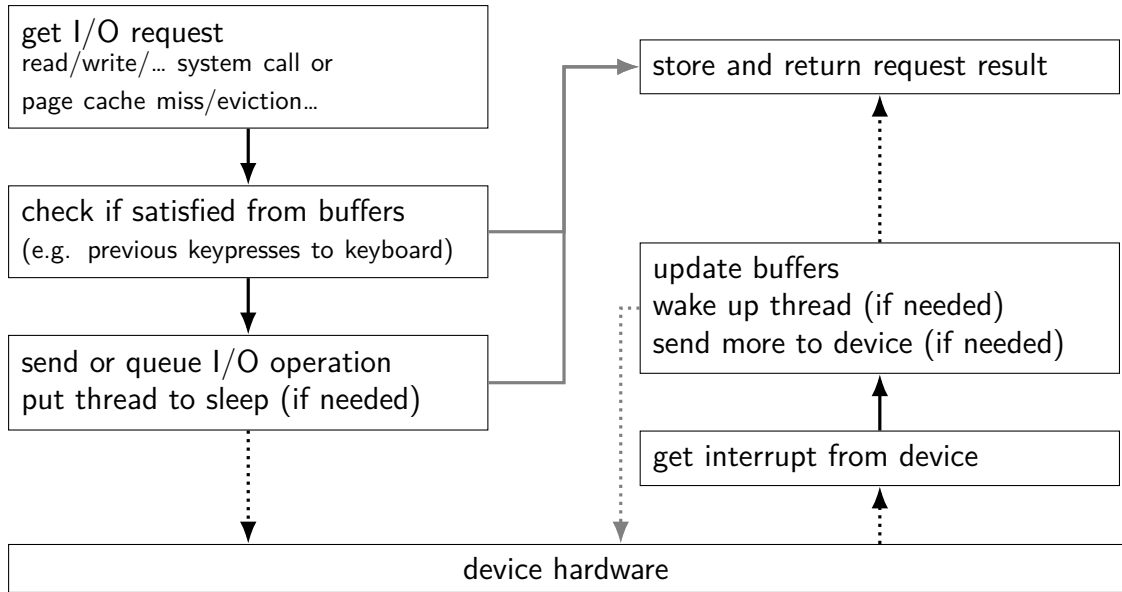 get I/O request
read/write/… system call or
page cache miss/eviction…
check if satisfied from buffers
(e.g. previous keypresses to keyboard)
send or queue I/O operation
put thread to sleep (if needed)
store and return request result
update buffers
wake up thread (if needed)
send more to device (if needed)
get interrupt from device
device hardware